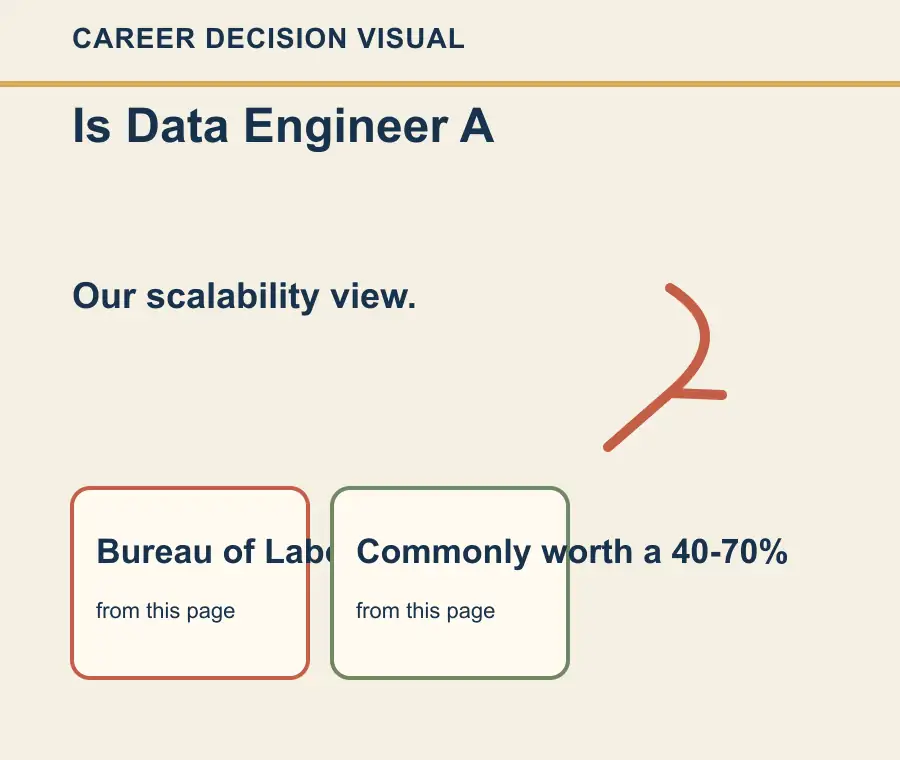 CAREER DECISION VISUAL
Is Data Engineer A
Our scalability view.
Bureau of Lab
Commonly worth a 40-70%
from this page
from this page